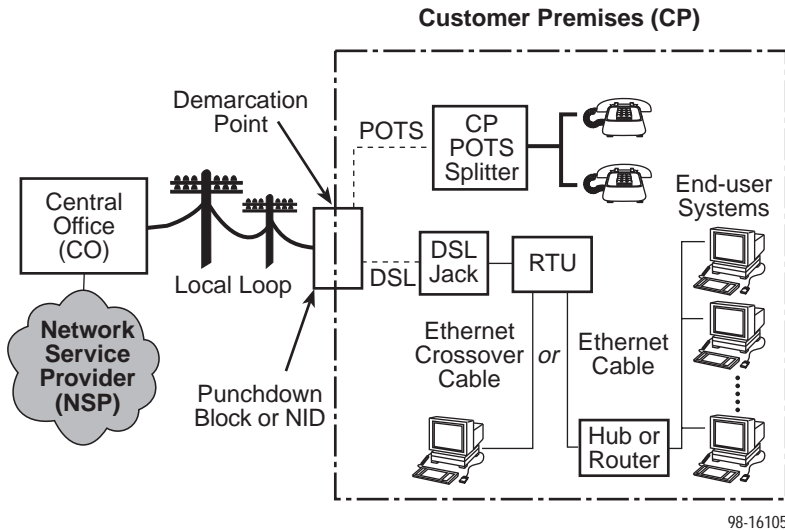 Customer Premises (CP)
Demarcation
Point
POTS
CP
POTS
Splitter
Central
Office
(CO)
End-user
Systems
Local Loop
DSL
DSL
Jack
RTU
Network
Service
Provider
(NSP)
Ethernet
Crossover
Cable
or
Ethernet
Cable
Punchdown
Block or NID
Hub or
Router
98-16105